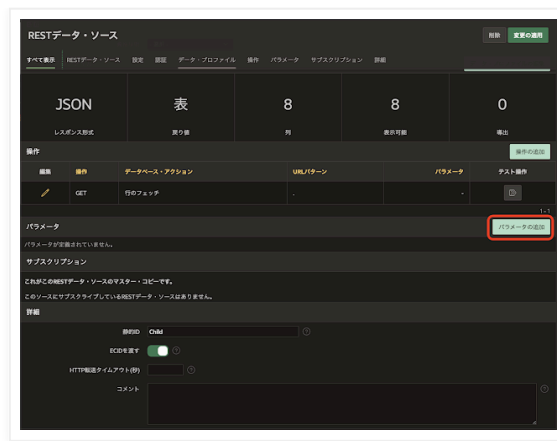 RESTデータ・ソース
削除
変更の適用
すべて表示 RESTデータ・ソース 設定 認証 データ・プロファイル 操作 パラメータ サブスクリプション 詳細
JSON
レスポンス形式
表
戻り値
8
列
8
表示可能
0
導出
操作
操作の追加
編集 操作 データベース・アクション URLパターン パラメータ テスト操作
GET 行のフェッチ . -
1-1
パラメータ
パラメータの追加
パラメータが定義されていません。
サブスクリプション
これがこのRESTデータ・ソースのマスター・コピーです。
このソースにサブスクライブしているRESTデータ・ソースはありません。
詳細
静的ID Child
ECIDを渡す
HTTP転送タイムアウト(秒)
コメント